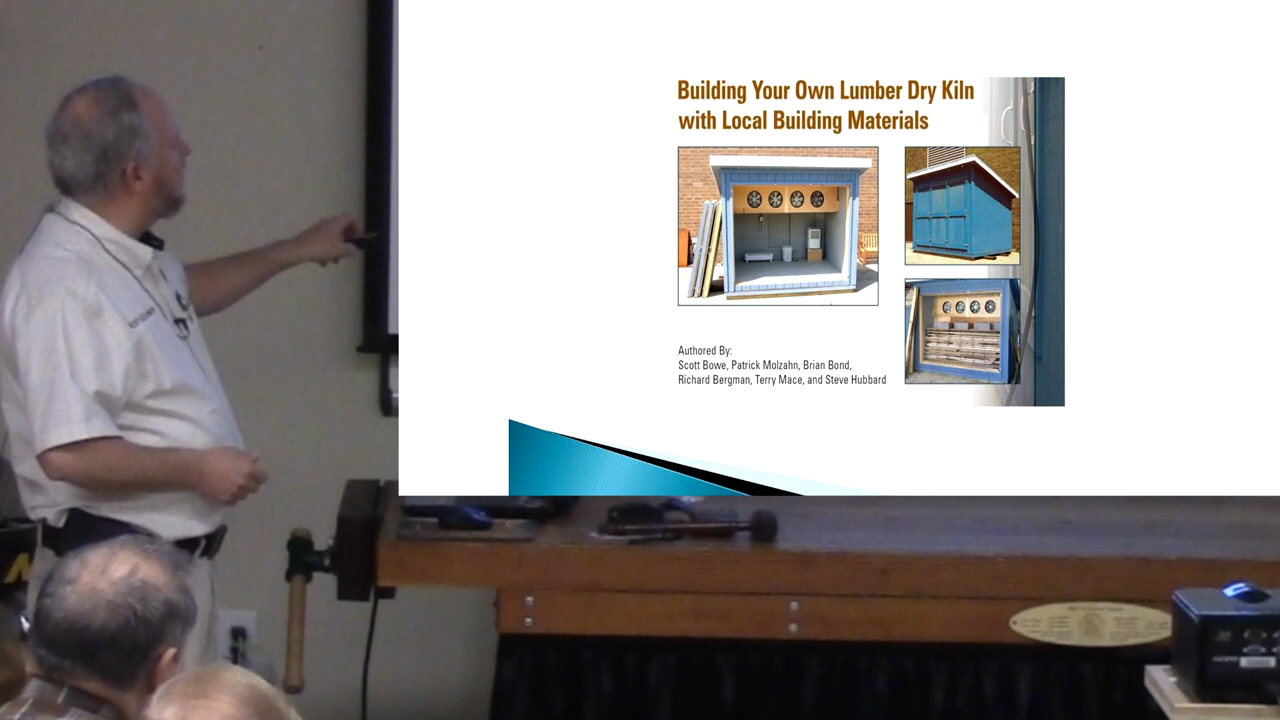 Building Your Own Lumber Dry Kiln
with Local Building Materials
Authored By:
Scott Bowe, Patrick Molzahn, Brian Bond,
Richard Bergman, Terry Mace, and Steve Hubbard